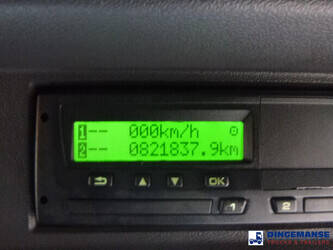 1-- 000km/h
2-- 0821837.9km
OK
1 2
DINGEMANSE
TRUCKS & TRAILERS